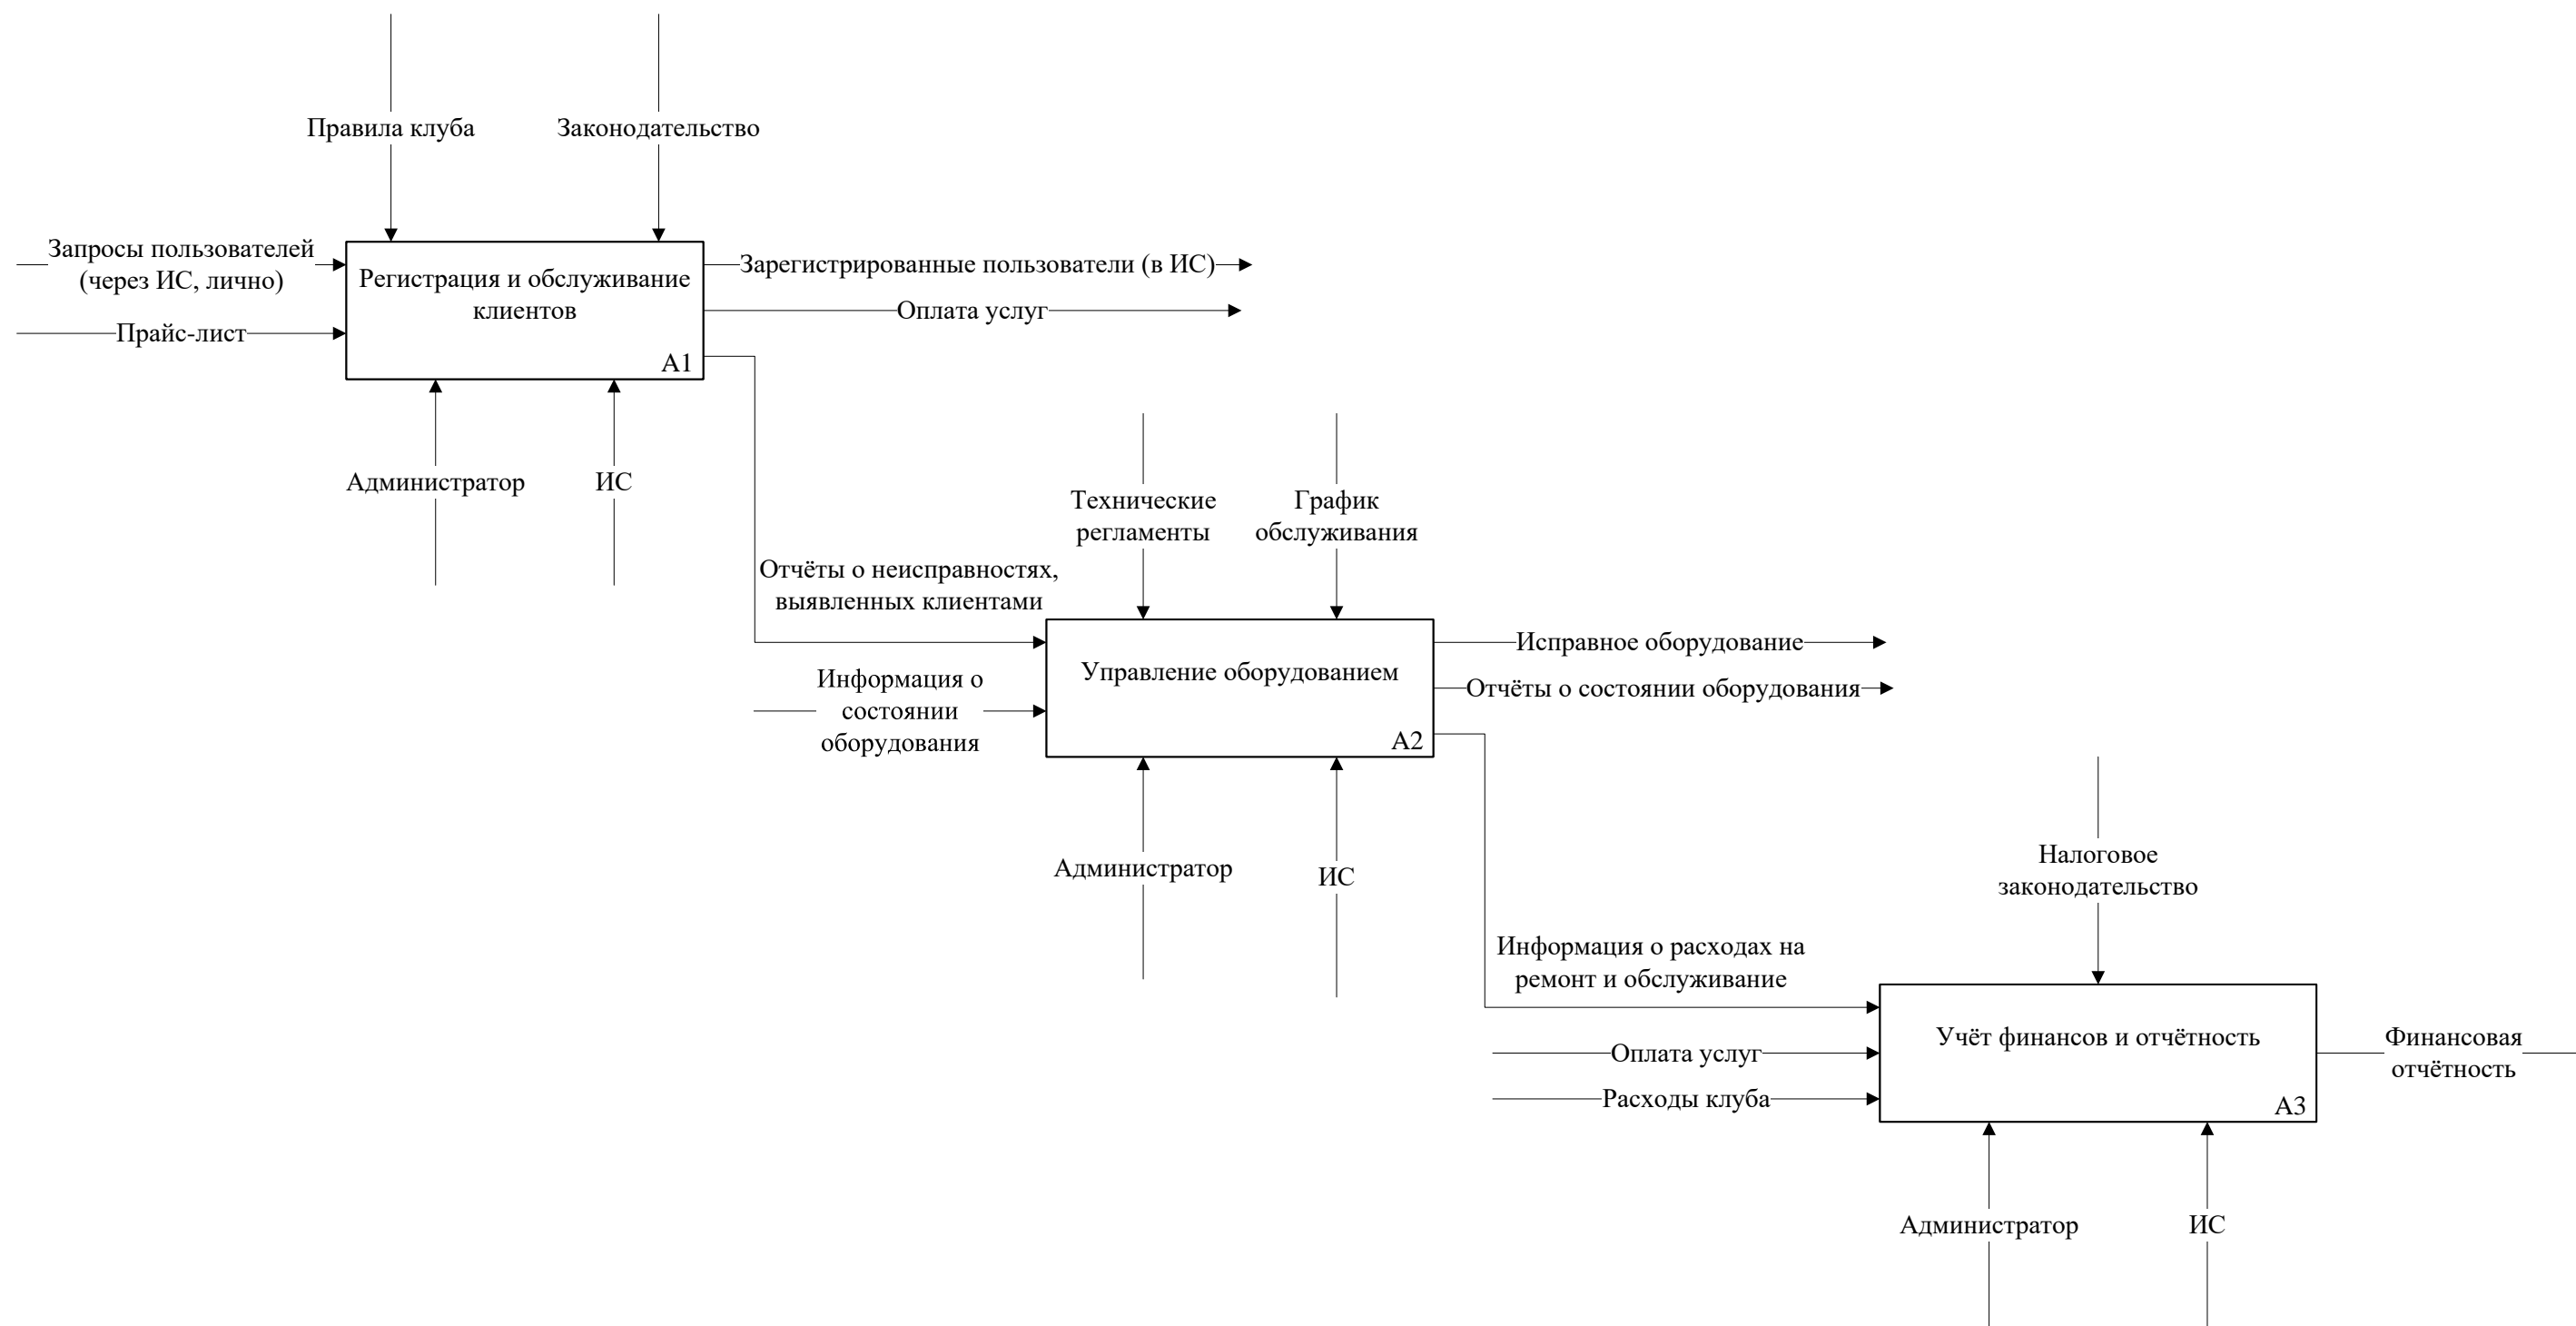 Правила клуба
Законодательство
Запросы пользователей
(через ИС, лично)
Прайс-лист
Регистрация и обслуживание
клиентов
А1
Зарегистрированные пользователи (в ИС)
Оплата услуг
Администратор
ИС
Отчёты о неисправностях,
выявленных клиентами
Технические
регламенты
График
обслуживания
Информация о
состоянии
оборудования
Управление оборудованием
А2
Исправное оборудование
Отчёты о состоянии оборудования
Администратор
ИС
Информация о расходах на
ремонт и обслуживание
Налоговое
законодательство
Оплата услуг
Расходы клуба
Учёт финансов и отчётность
А3
Финансовая
отчётность
Администратор
ИС